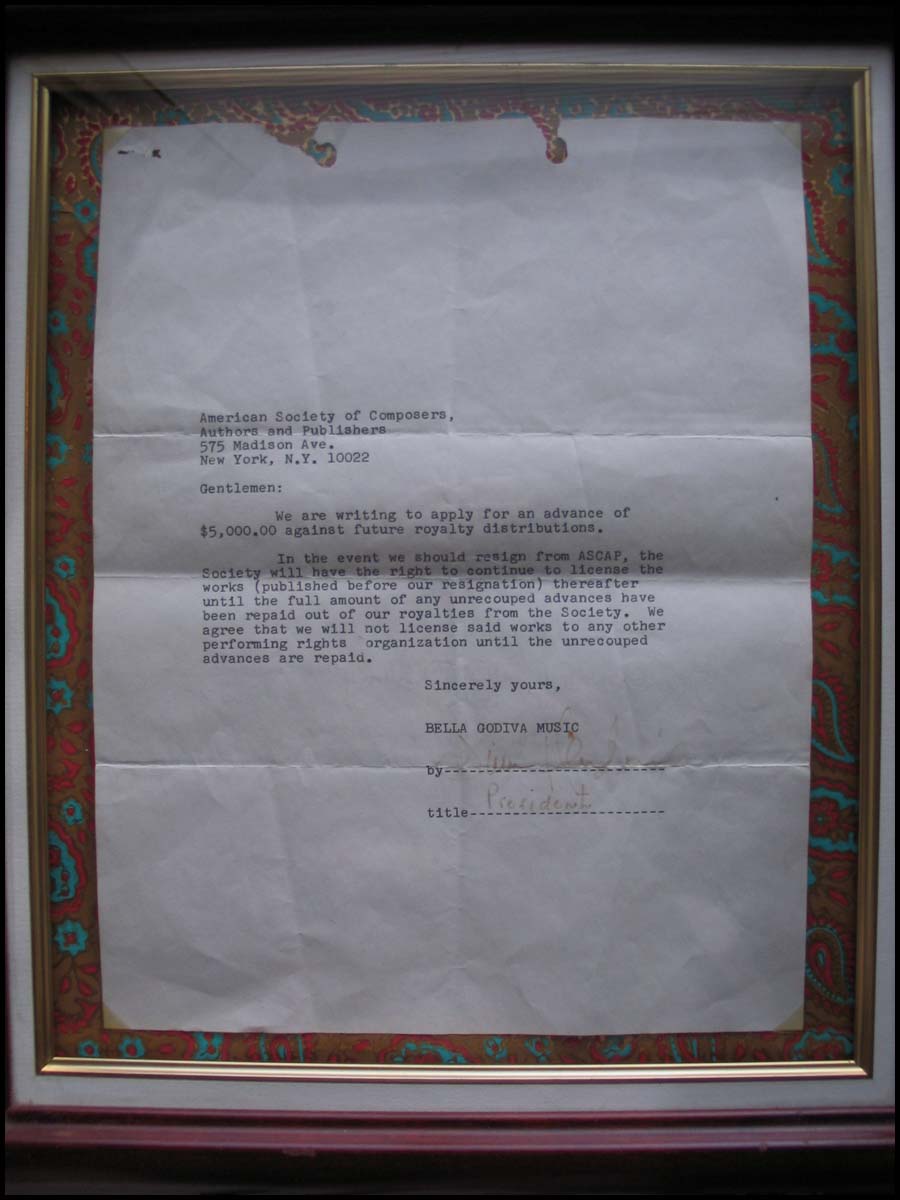 American Society of Composers,
Authors and Publishers
575 Madison Ave.
New York, N.Y. 10022
Gentlemen:
We are writing to apply for an advance of
$5,000.00 against future royalty distributions.
In the event we should resign from ASCAP, the
Society will have the right to continue to license the
works (published before our resignation) thereafter
until the full amount of any unrecouped advances have
been repaid out of our royalties from the Society. We
agree that we will not license said works to any other
performing rights organization until the unrecouped
advances are repaid.
Sincerely yours,
BELLA GODIVA MUSIC
by-----------------------
title---------------------
President